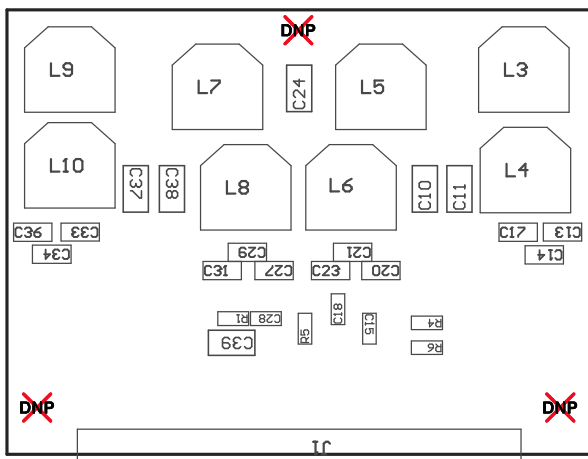 DNP
L9
L7
C24
L5
L3
L10
C37
C38
L8
L6
C10
C11
L4
C36
C33
C34
C29
C31
C27
C21
C23
C20
C17
C13
C14
R1
C28
C39
R5
C18
C15
R4
R6
DNP
DNP
J1